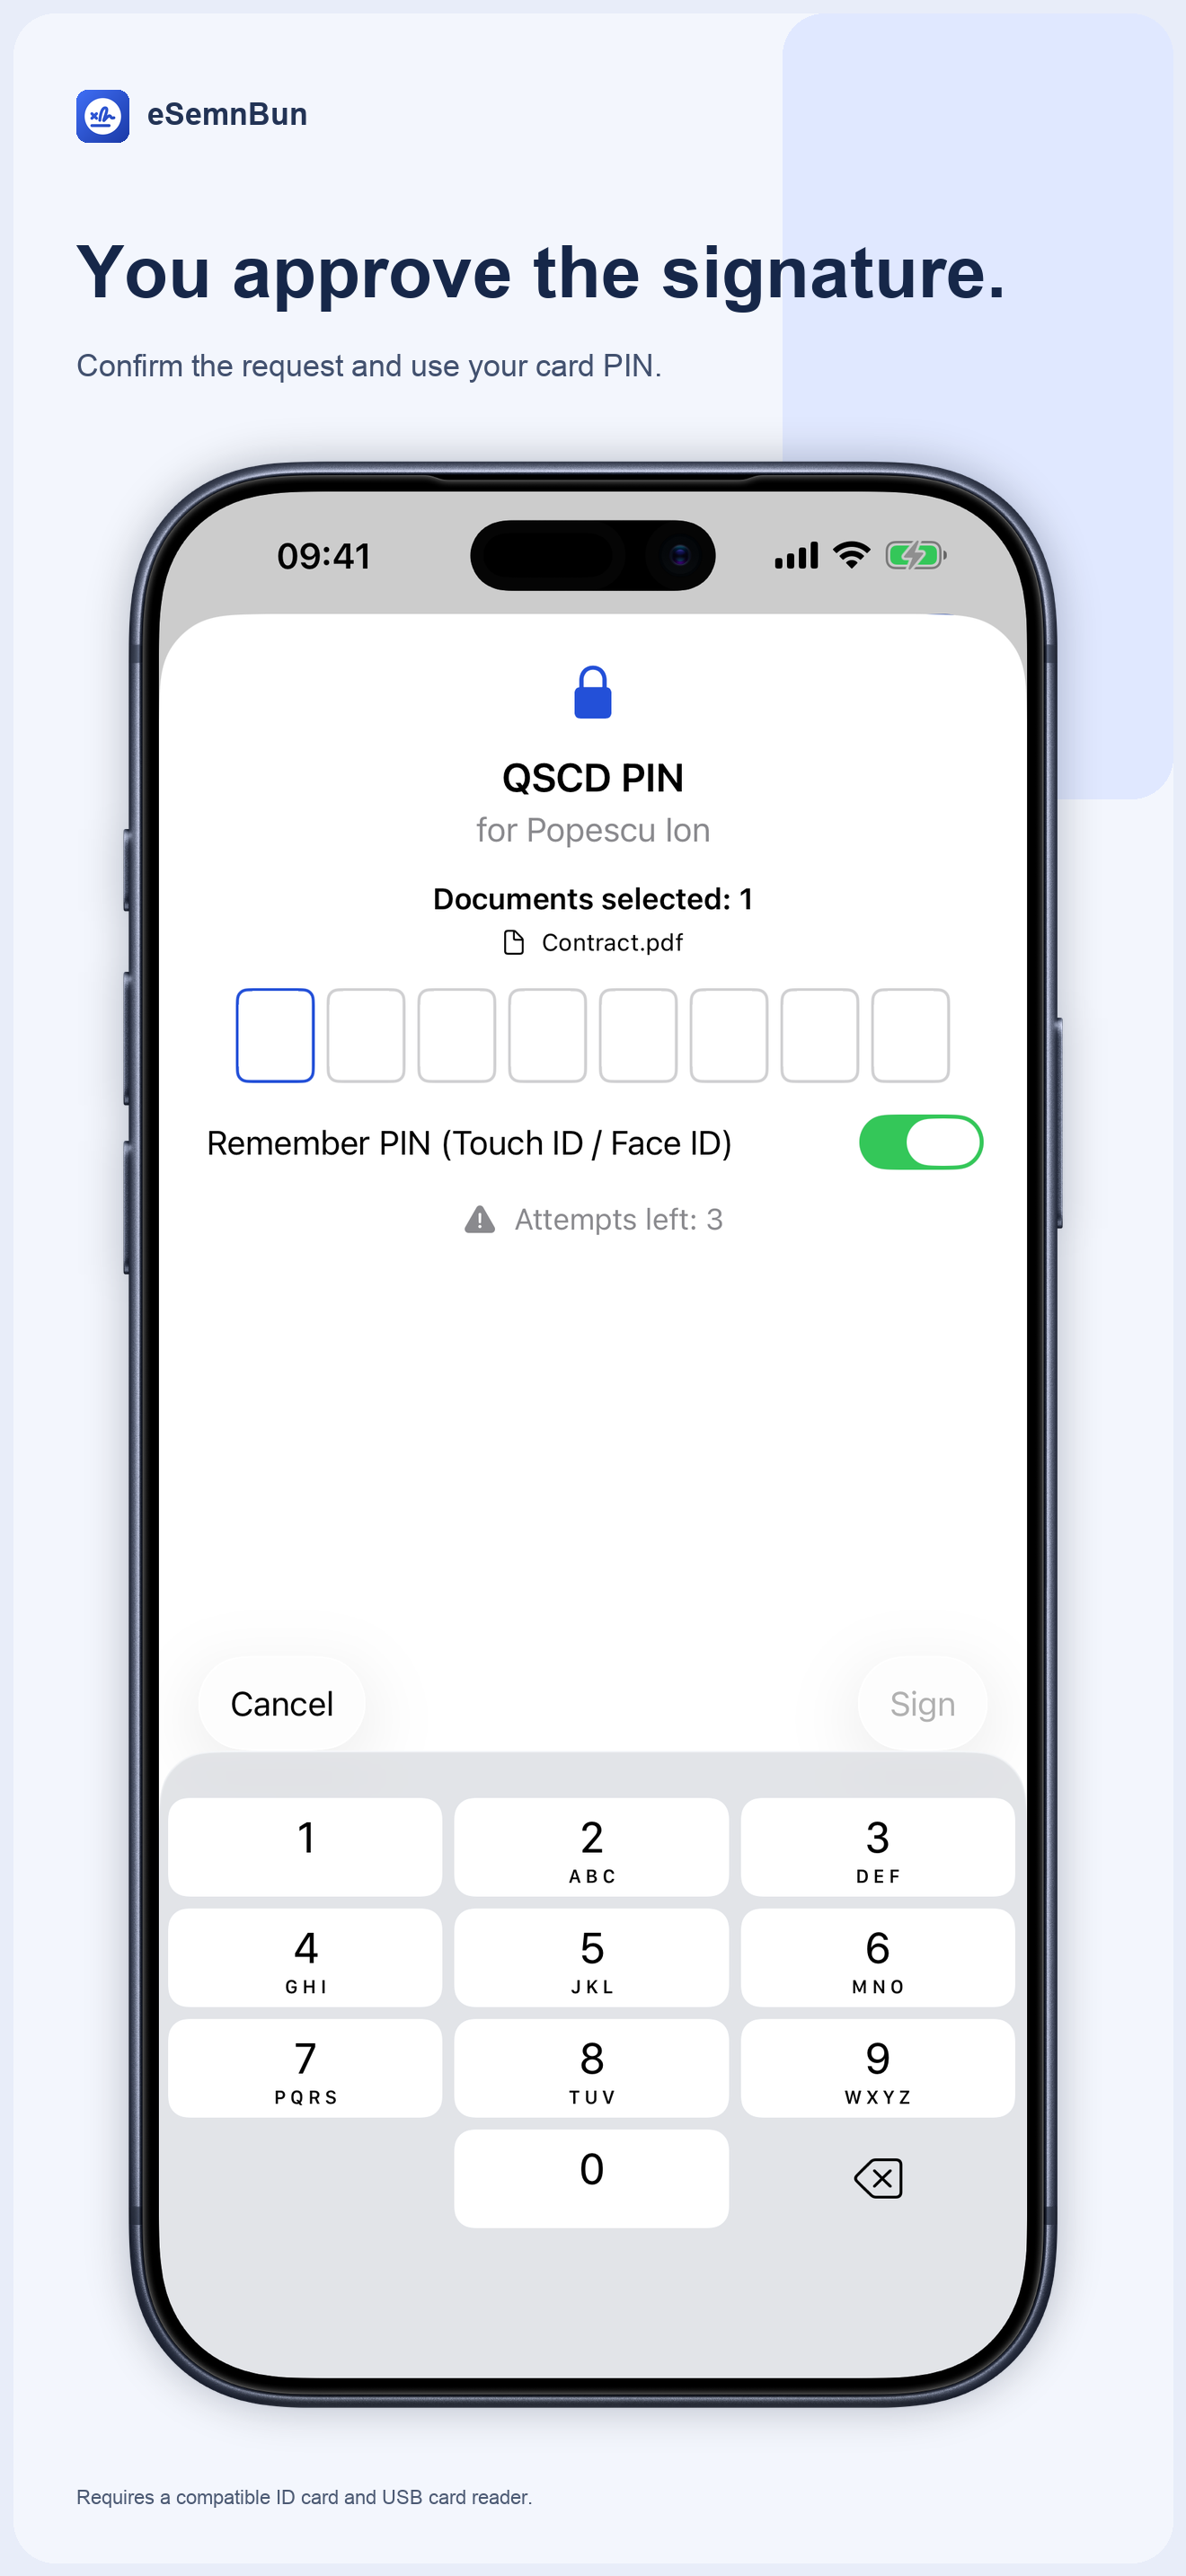 eSemnBun
You approve the signature.
Confirm the request and use your card PIN.
09:41
QSCD PIN
for Popescu Ion
Documents selected: 1
Contract.pdf
Remember PIN (Touch ID / Face ID)
Attempts left: 3
Cancel
Sign
1
2
ABC
3
DEF
4
GHI
5
JKL
6
MNO
7
PQRS
8
TUV
9
WXYZ
0
Requires a compatible ID card and USB card reader.